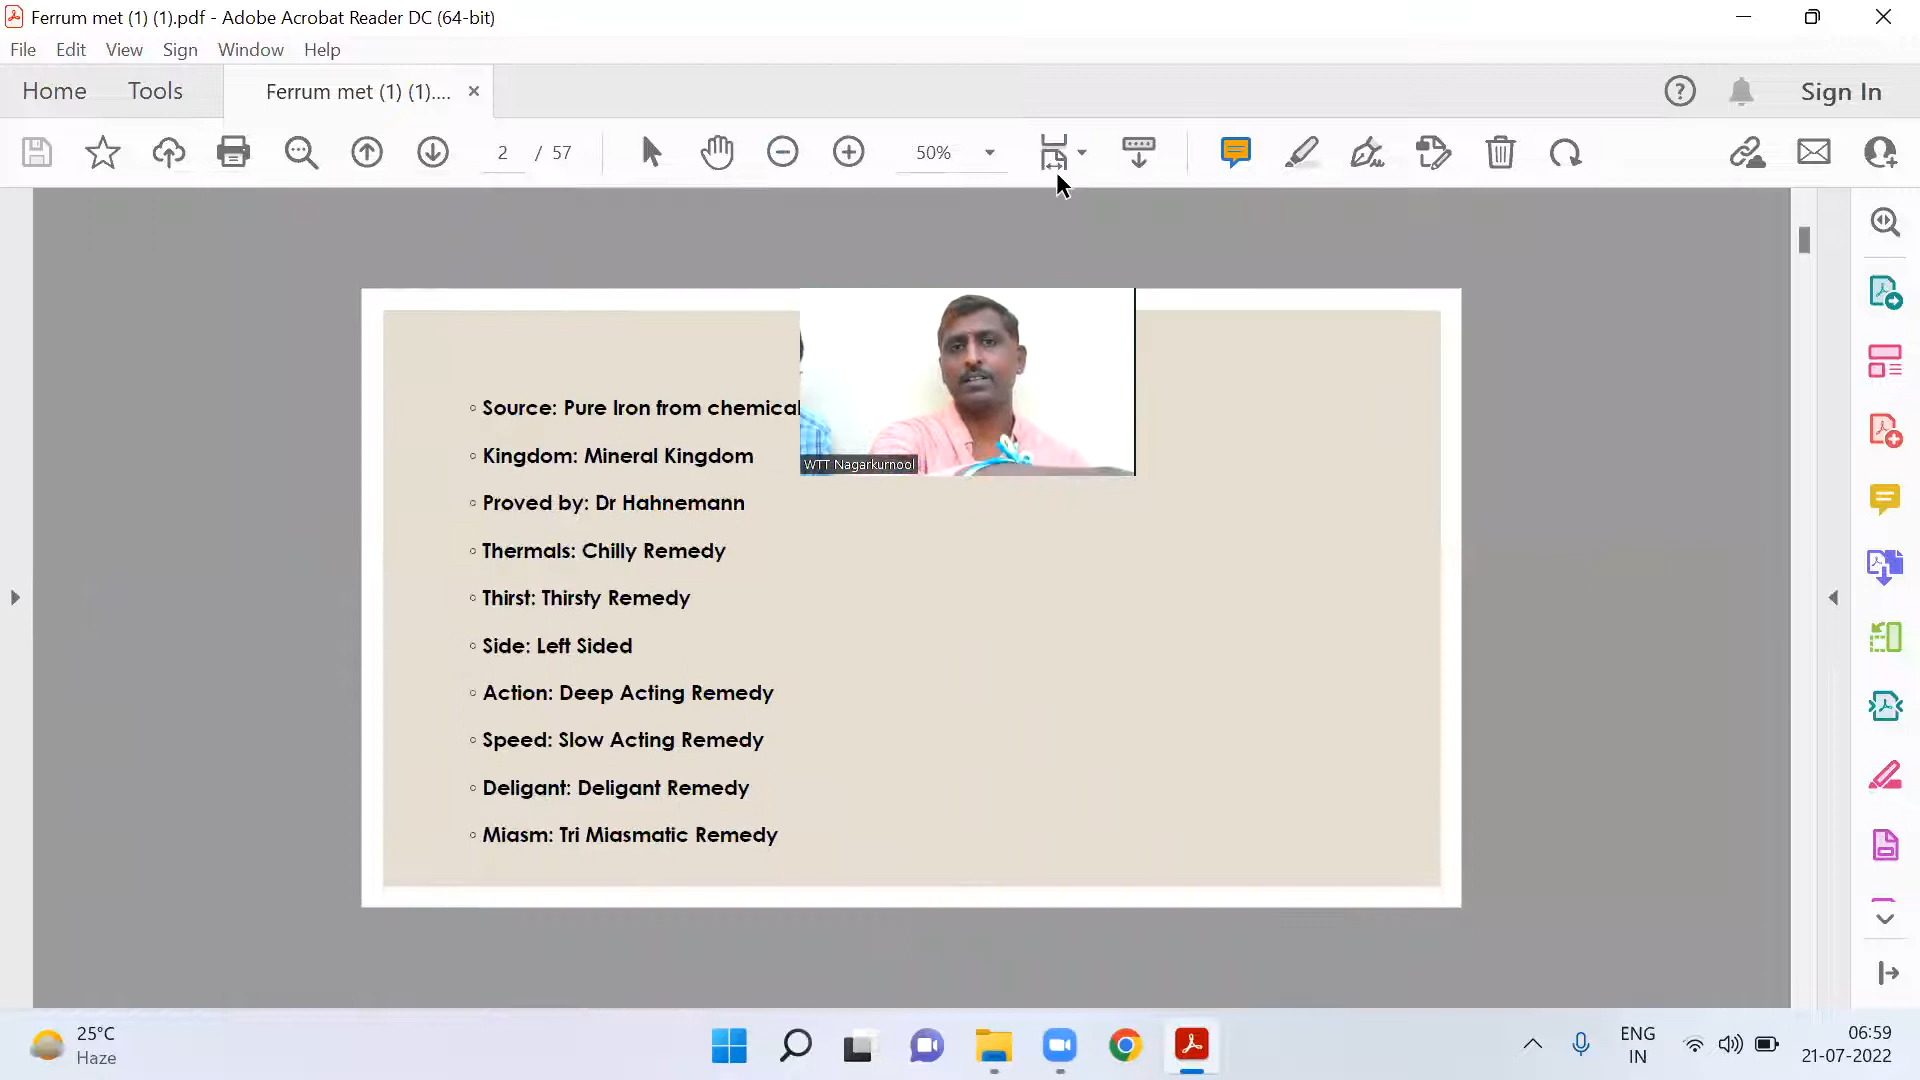 Ferrum met (1) (1).pdf - Adobe Acrobat Reader DC (64-bit)
File Edit View Sign Window Help
Home Tools Ferrum met (1) (1).... Sign In
2 / 57 50%
Source: Pure Iron from chemical
Kingdom: Mineral Kingdom
WTT Nagarkurnool
Proved by: Dr Hahnemann
Thermals: Chilly Remedy
Thirst: Thirsty Remedy
Side: Left Sided
Action: Deep Acting Remedy
Speed: Slow Acting Remedy
Deligant: Deligant Remedy
Miasm: Tri Miasmatic Remedy
25°C
Haze
ENG
IN
06:59
21-07-2022